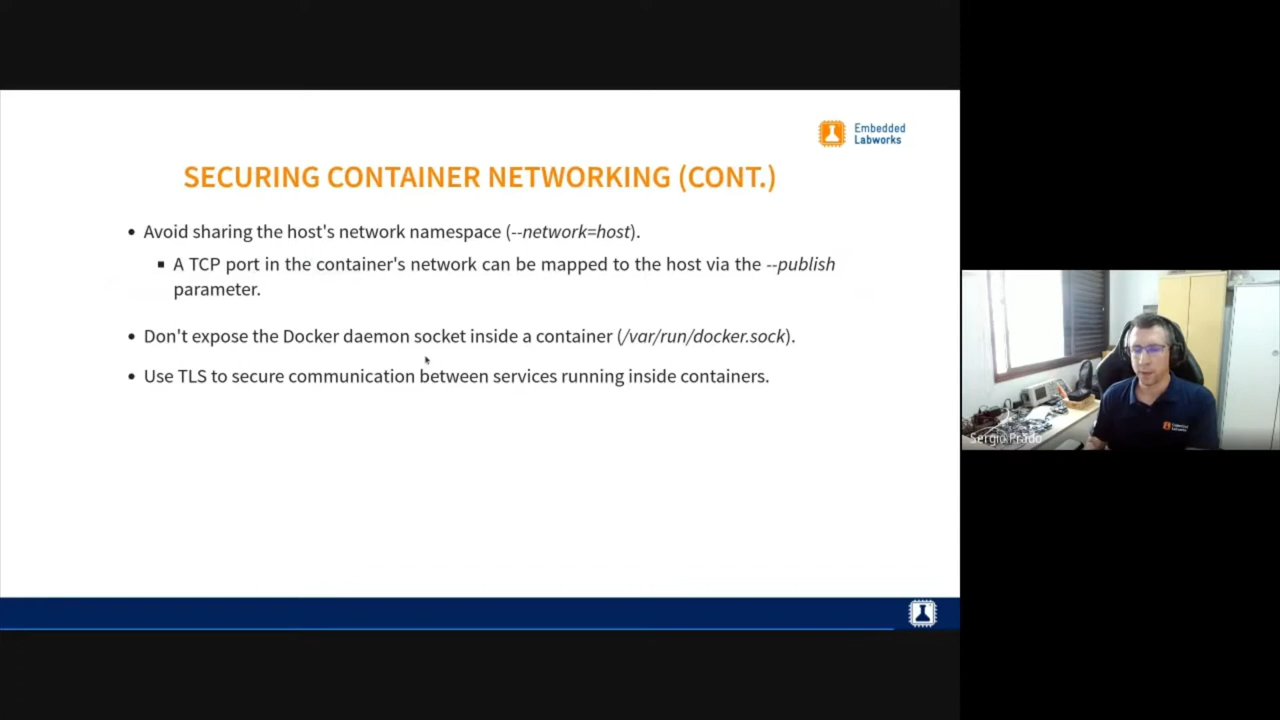 Embedded
Labworks
SECURING CONTAINER NETWORKING (CONT.)
• Avoid sharing the host's network namespace (--network=host).
▪ A TCP port in the container's network can be mapped to the host via the --publish
parameter.
• Don't expose the Docker daemon socket inside a container (/var/run/docker.sock).
• Use TLS to secure communication between services running inside containers.
Sergio Prado